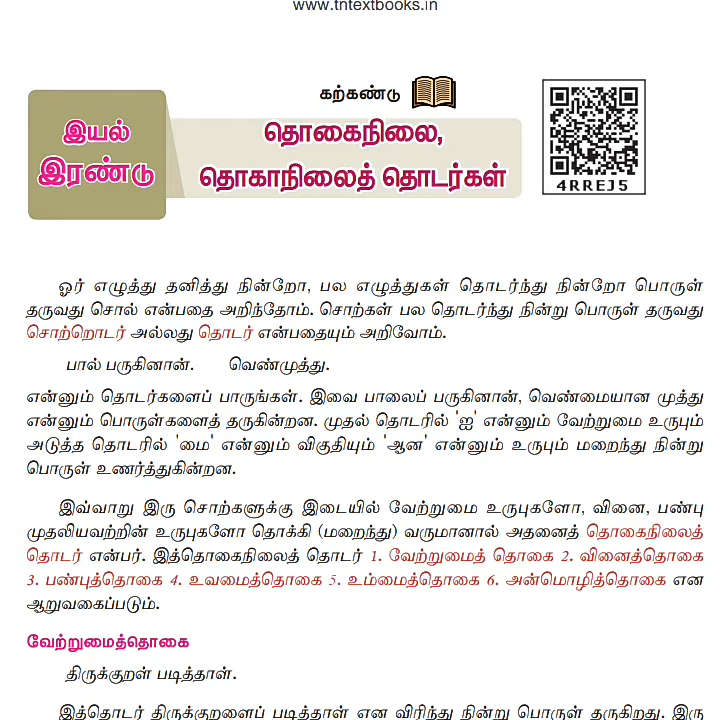 www.tntextbooks.in
கற்கண்டு
இயல்
இரண்டு
தொகைநிலை,
தொகாநிலைத் தொடர்கள்
4RREJ5
ஓர் எழுத்து தனித்து நின்றோ, பல எழுத்துகள் தொடர்ந்து நின்றோ பொருள்
தருவது சொல் என்பதை அறிந்தோம். சொற்கள் பல தொடர்ந்து நின்று பொருள் தருவது
சொற்றொடர் அல்லது தொடர் என்பதையும் அறிவோம்.
பால் பருகினான். வெண்முத்து.
என்னும் தொடர்களைப் பாருங்கள். இவை பாலைப் பருகினான், வெண்மையான முத்து
என்னும் பொருள்களைத் தருகின்றன. முதல் தொடரில் 'ஐ' என்னும் வேற்றுமை உருபும்
அடுத்த தொடரில் 'மை' என்னும் விகுதியும் 'ஆன' என்னும் உருபும் மறைந்து நின்று
பொருள் உணர்த்துகின்றன.
இவ்வாறு இரு சொற்களுக்கு இடையில் வேற்றுமை உருபுகளோ, வினை, பண்பு
முதலியவற்றின் உருபுகளோ தொக்கி (மறைந்து) வருமானால் அதனைத் தொகைநிலைத்
தொடர் என்பர். இத்தொகைநிலைத் தொடர் 1. வேற்றுமைத் தொகை 2. வினைத்தொகை
3. பண்புத்தொகை 4. உவமைத்தொகை 5. உம்மைத்தொகை 6. அன்மொழித்தொகை என
ஆறுவகைப்படும்.
வேற்றுமைத்தொகை
திருக்குறள் படித்தாள்.
இத்தொடர் திருக்குறளைப் படித்தாள் என விரிந்து நின்று பொருள் தருகிறது. இரு